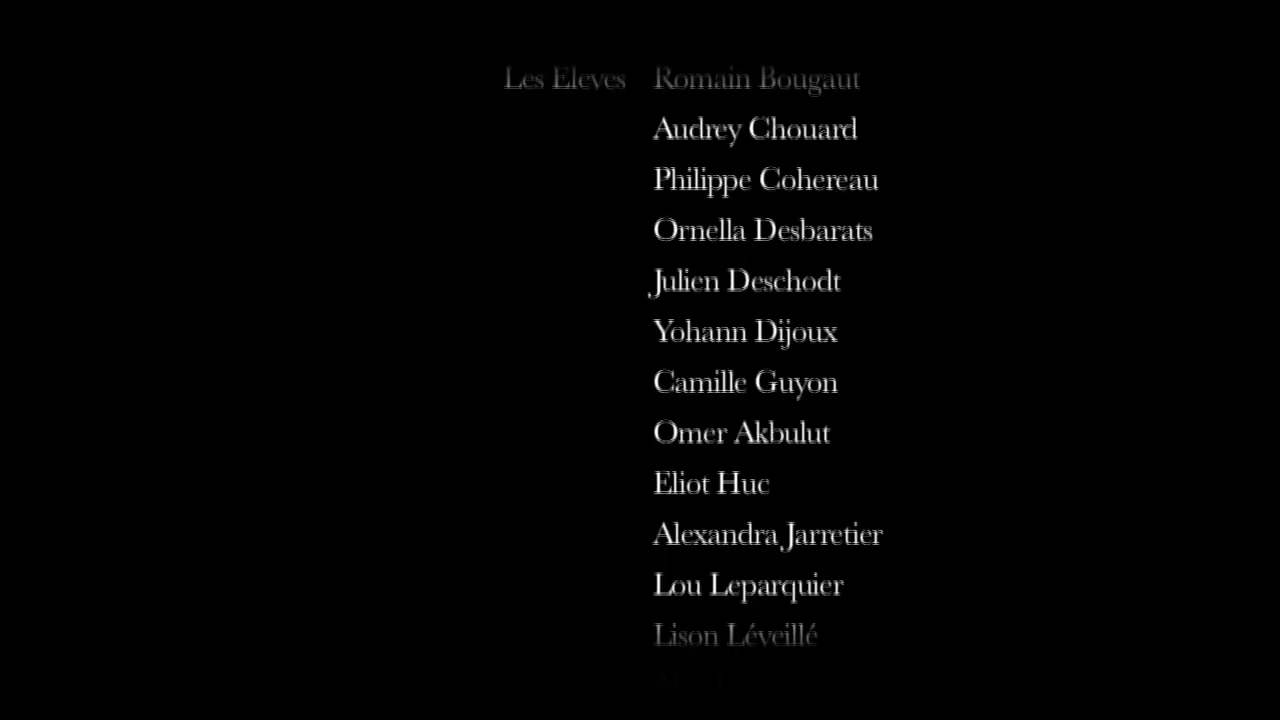 Les Eleves Romain Bougaut
Audrey Chouard
Philippe Cohereau
Ornella Desbarats
Julien Deschodt
Yohann Dijoux
Camille Guyon
Omer Akbulut
Eliot Huc
Alexandra Jarretier
Lou Leparquier
Lison Léveillé